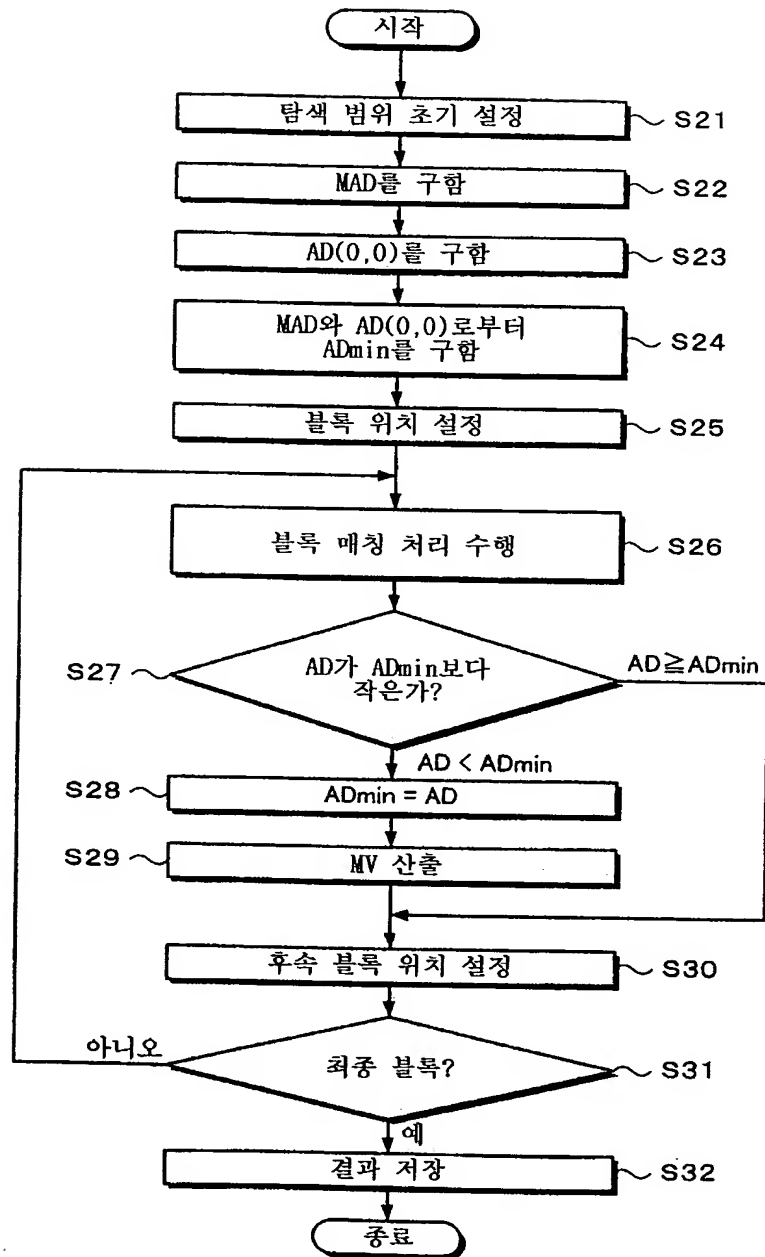 시작
탐색 범위 초기 설정
S21
MAD를 구함
S22
AD(0,0)를 구함
S23
MAD와 AD(0,0)로부터
ADmin를 구함
S24
블록 위치 설정
S25
블록 매칭 처리 수행
S26
S27
AD가 ADmin보다
작은가?
AD≧ADmin
AD < ADmin
S28
ADmin = AD
S29
MV 산출
후속 블록 위치 설정
S30
아니오
최종 블록?
S31
예
결과 저장
S32
종료